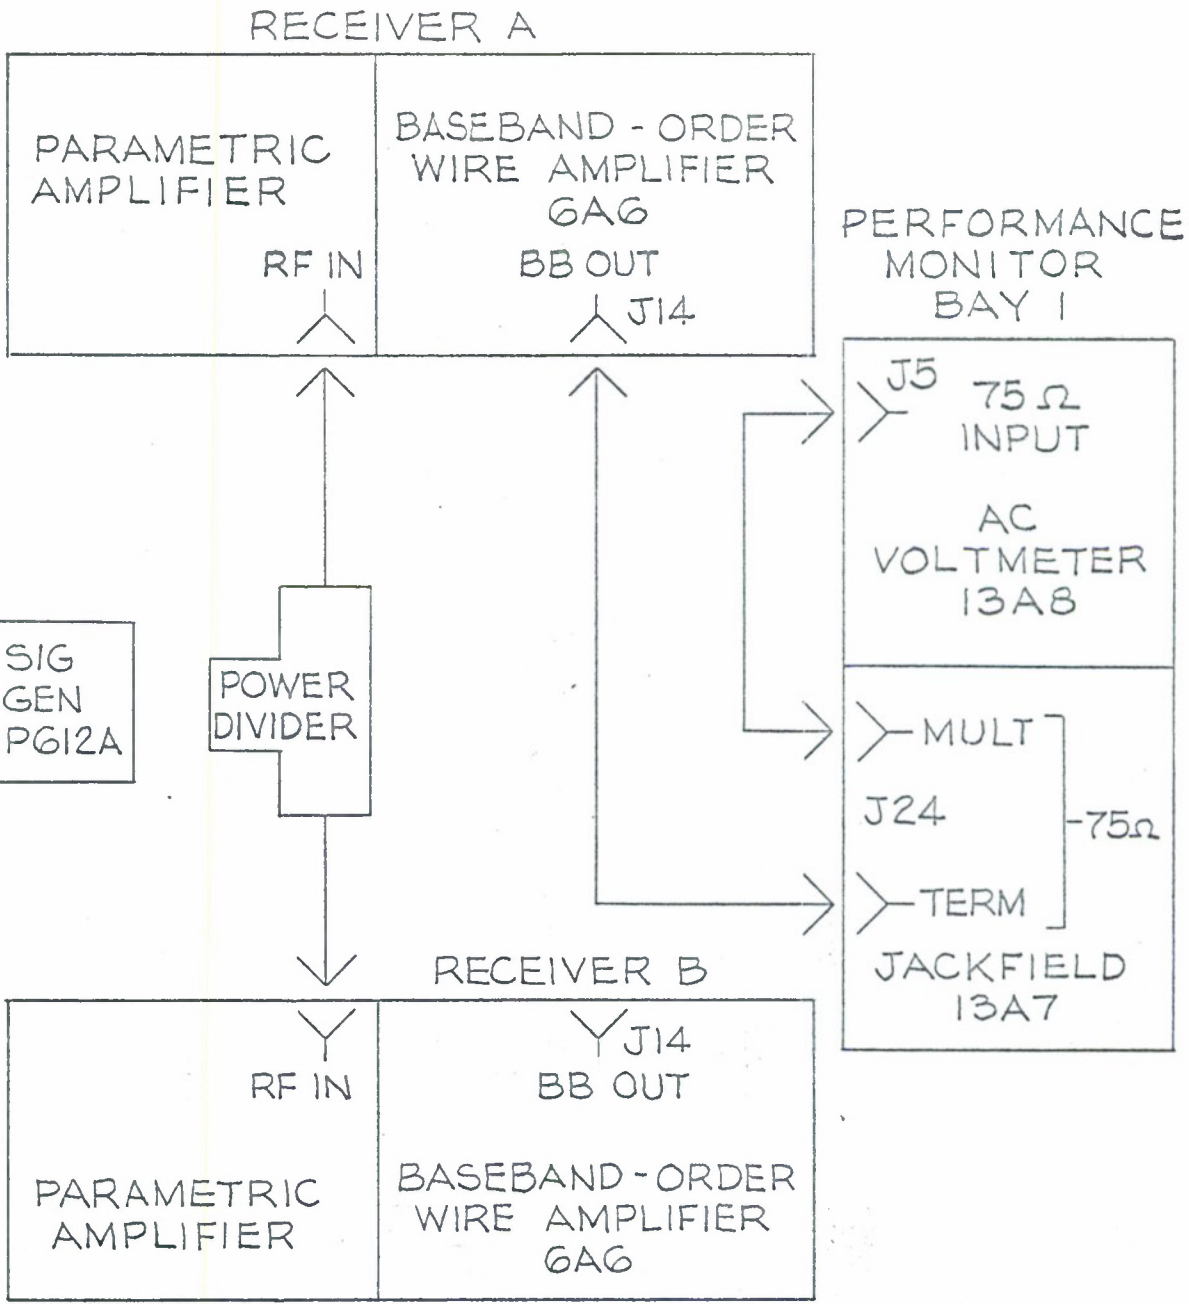 RECEIVER A
PARAMETRIC
AMPLIFIER
RF IN
BASEBAND - ORDER
WIRE AMPLIFIER
6A6
BB OUT
J14
PERFORMANCE
MONITOR
BAY 1
J5
75 Ω
INPUT
AC
VOLTMETER
13A8
SIG
GEN
P612A
POWER
DIVIDER
MULT
J24
75Ω
TERM
JACKFIELD
13A7
RECEIVER B
RF IN
PARAMETRIC
AMPLIFIER
J14
BB OUT
BASEBAND - ORDER
WIRE AMPLIFIER
6A6